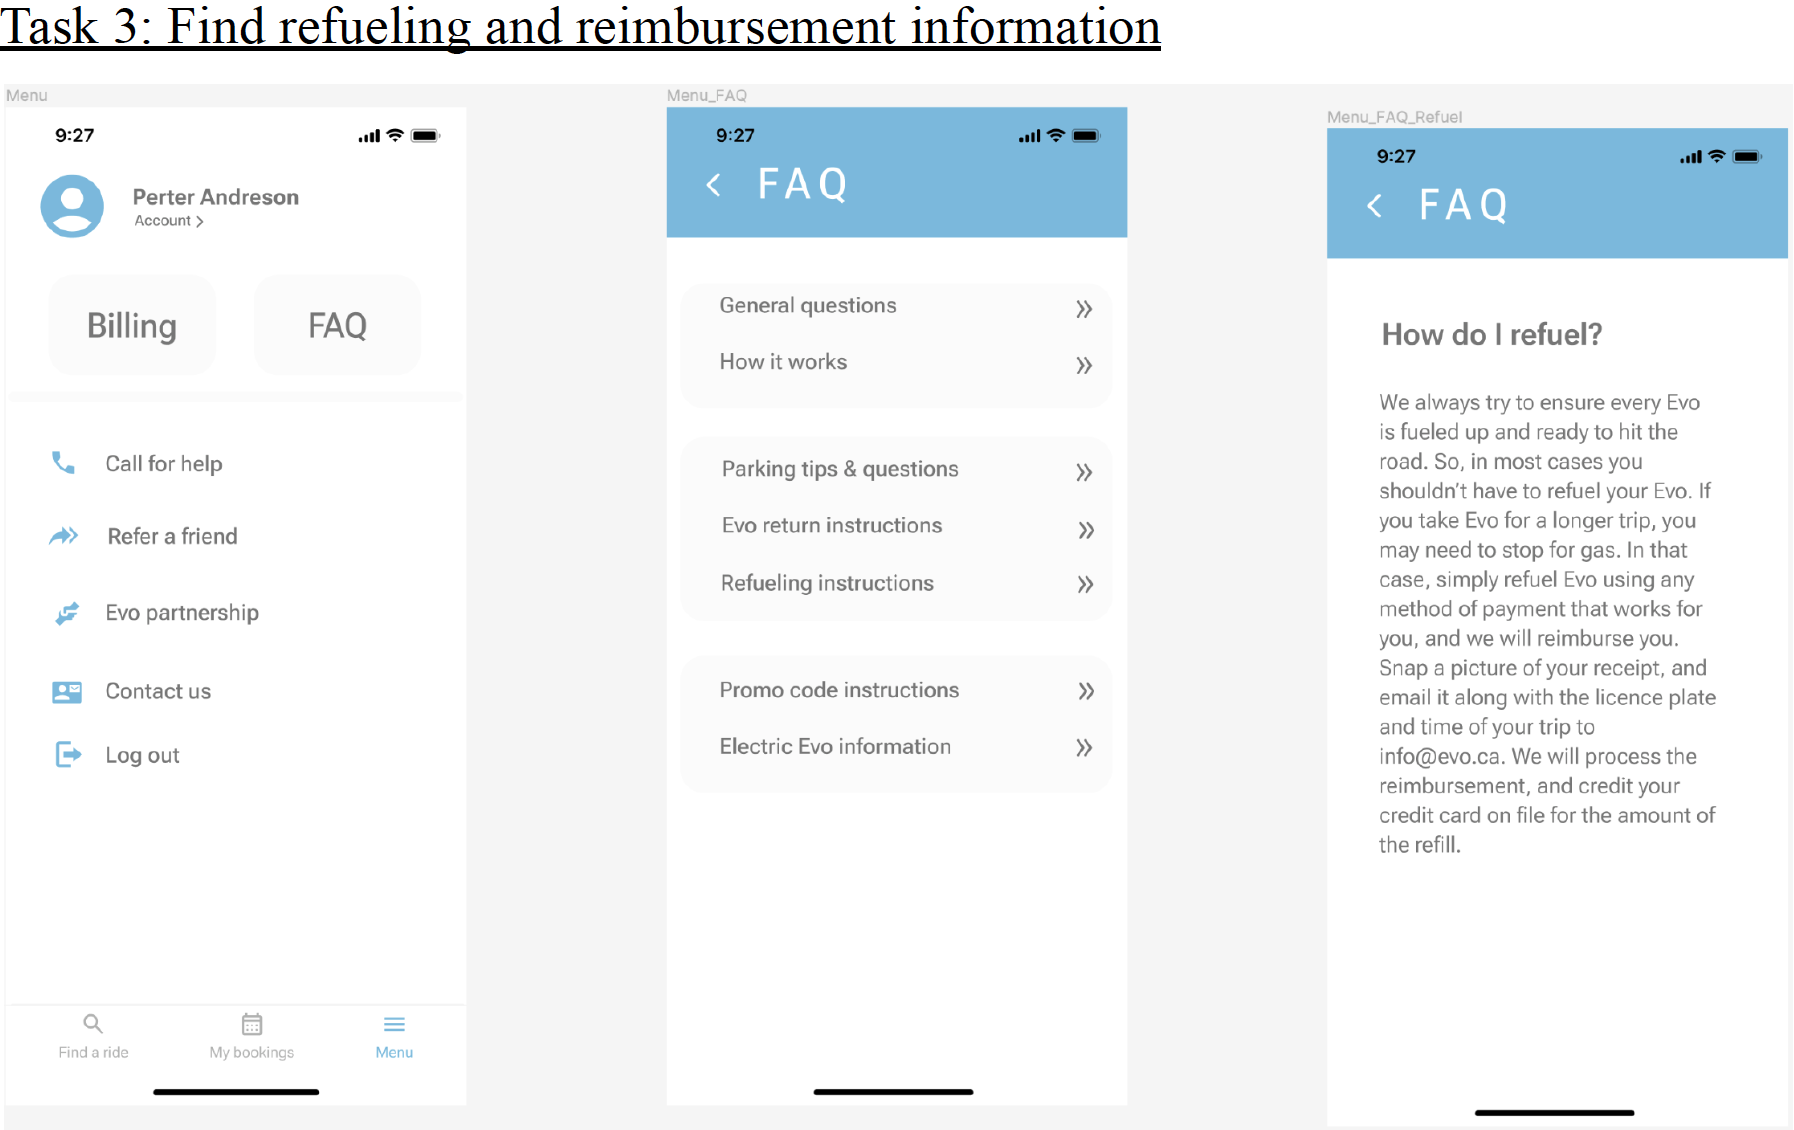 Task 3: Find refueling and reimbursement information
Menu
9:27
Perter Andreson
Account >
Billing
FAQ
Call for help
Refer a friend
Evo partnership
Contact us
Log out
Find a ride
My bookings
Menu
Menu_FAQ
9:27
< FAQ
General questions »
How it works »
Parking tips & questions »
Evo return instructions »
Refueling instructions »
Promo code instructions »
Electric Evo information »
Menu_FAQ_Refuel
9:27
< FAQ
How do I refuel?
We always try to ensure every Evo
is fueled up and ready to hit the
road. So, in most cases you
shouldn’t have to refuel your Evo. If
you take Evo for a longer trip, you
may need to stop for gas. In that
case, simply refuel Evo using any
method of payment that works for
you, and we will reimburse you.
Snap a picture of your receipt, and
email it along with the licence plate
and time of your trip to
info@evo.ca. We will process the
reimbursement, and credit your
credit card on file for the amount of
the refill.